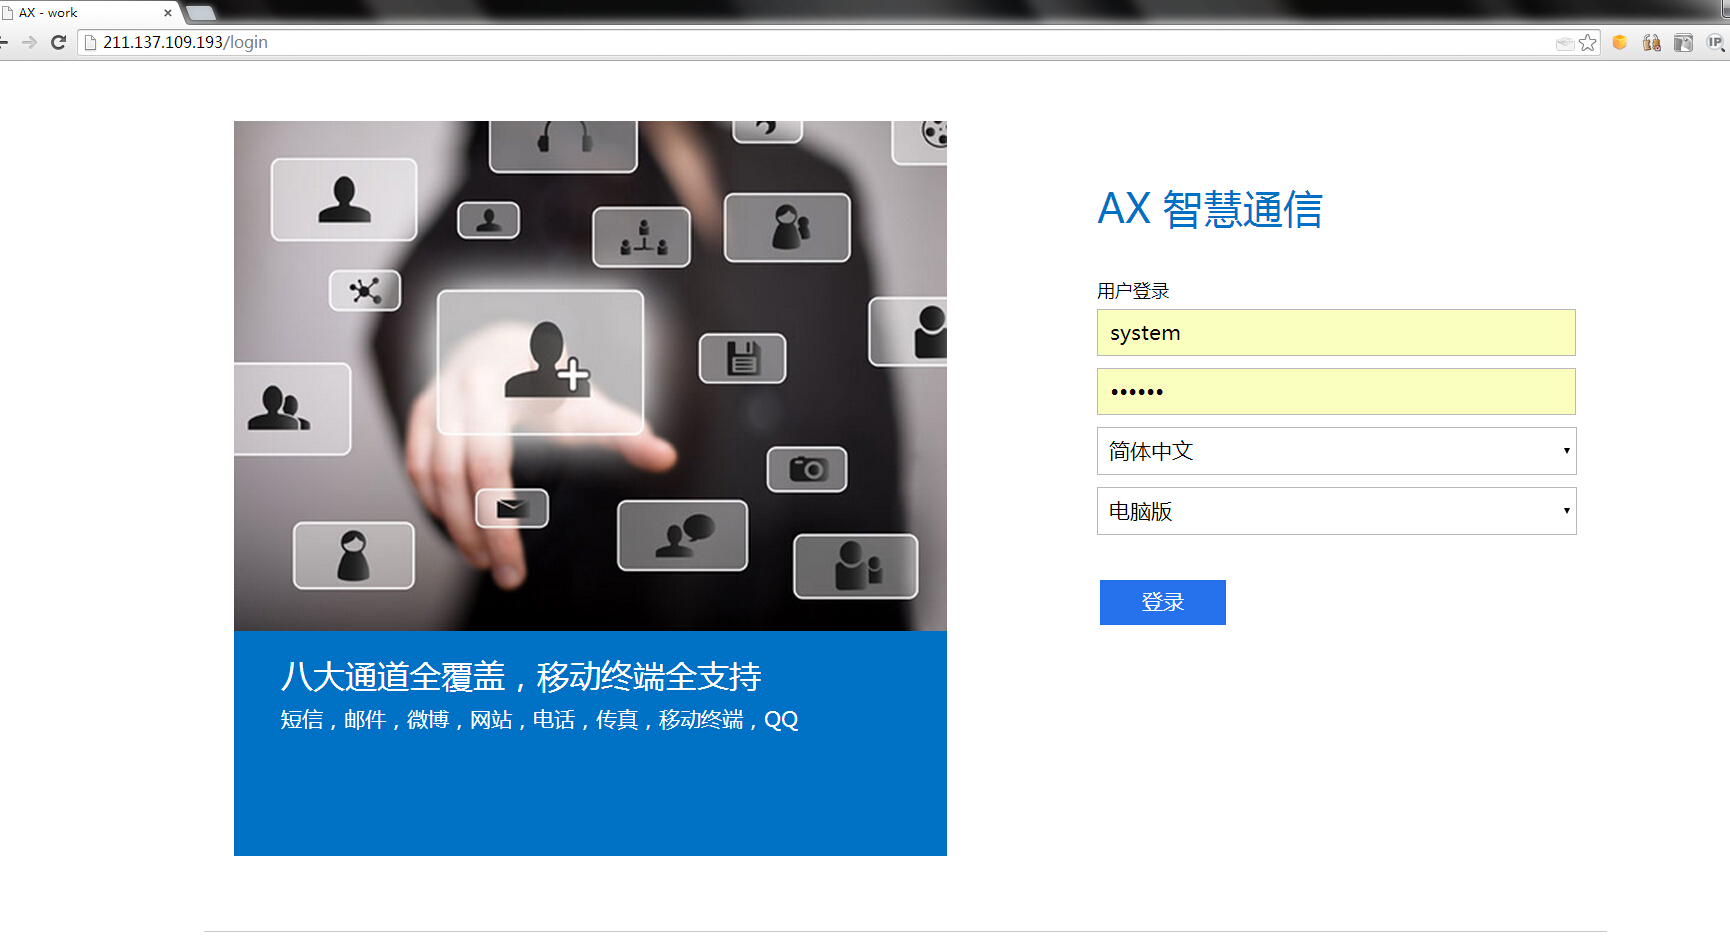 AX - work
211.137.109.193/login
IP
AX 智慧通信
用户登录
system
••••••
简体中文
电脑版
登录
八大通道全覆盖，移动终端全支持
短信，邮件，微博，网站，电话，传真，移动终端，QQ